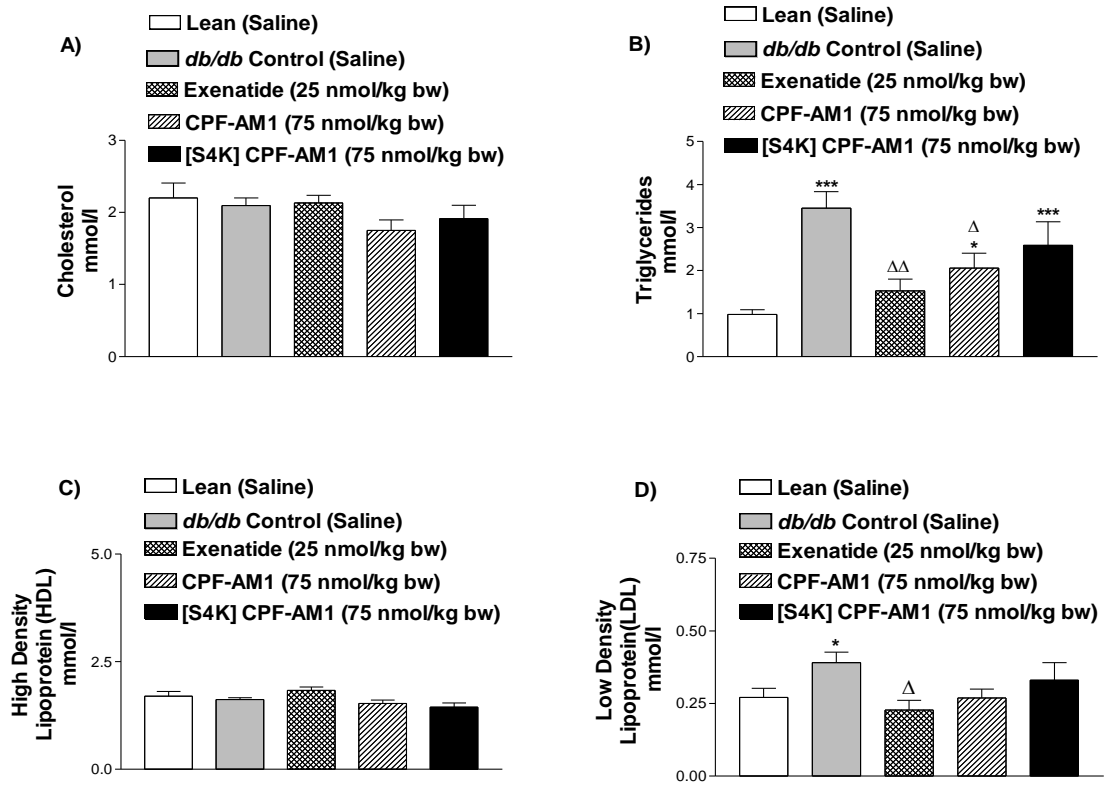 A)
Lean (Saline)
db/db Control (Saline)
Exenatide (25 nmol/kg bw)
CPF-AM1 (75 nmol/kg bw)
[S4K] CPF-AM1 (75 nmol/kg bw)
Cholesterol
mmol/l
3
2
1
0
B)
Lean (Saline)
db/db Control (Saline)
Exenatide (25 nmol/kg bw)
CPF-AM1 (75 nmol/kg bw)
[S4K] CPF-AM1 (75 nmol/kg bw)
Triglycerides
mmol/l
5
4
3
2
1
0
***
ΔΔ
Δ
*
***
C)
Lean (Saline)
db/db Control (Saline)
Exenatide (25 nmol/kg bw)
CPF-AM1 (75 nmol/kg bw)
[S4K] CPF-AM1 (75 nmol/kg bw)
High Density
Lipoprotein (HDL)
mmol/l
5.0
2.5
0.0
D)
Lean (Saline)
db/db Control (Saline)
Exenatide (25 nmol/kg bw)
CPF-AM1 (75 nmol/kg bw)
[S4K] CPF-AM1 (75 nmol/kg bw)
Low Density
Lipoprotein(LDL)
mmol/l
0.75
0.50
0.25
0.00
*
Δ